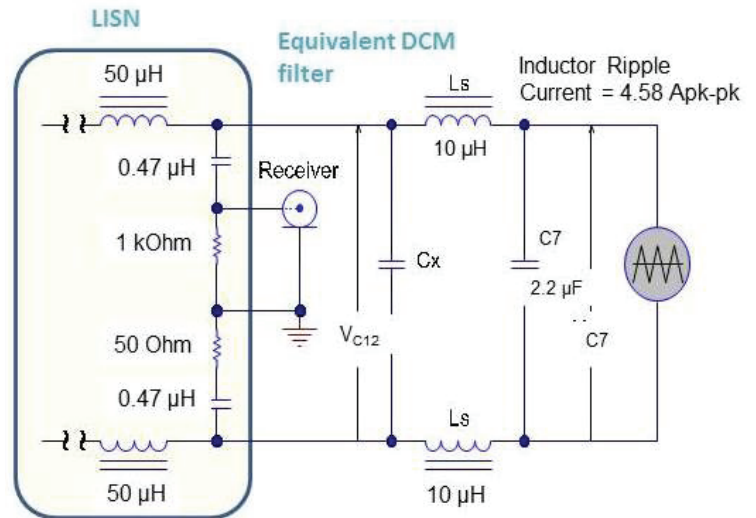 LISN
Equivalent DCM
filter
Inductor Ripple
Current = 4.58 Apk-pk
50 µH
Ls
10 µH
0.47 µH
Receiver
1 kOhm
Cx
C7
2.2 µF
50 Ohm
VC12
C7
0.47 µH
Ls
50 µH
10 µH